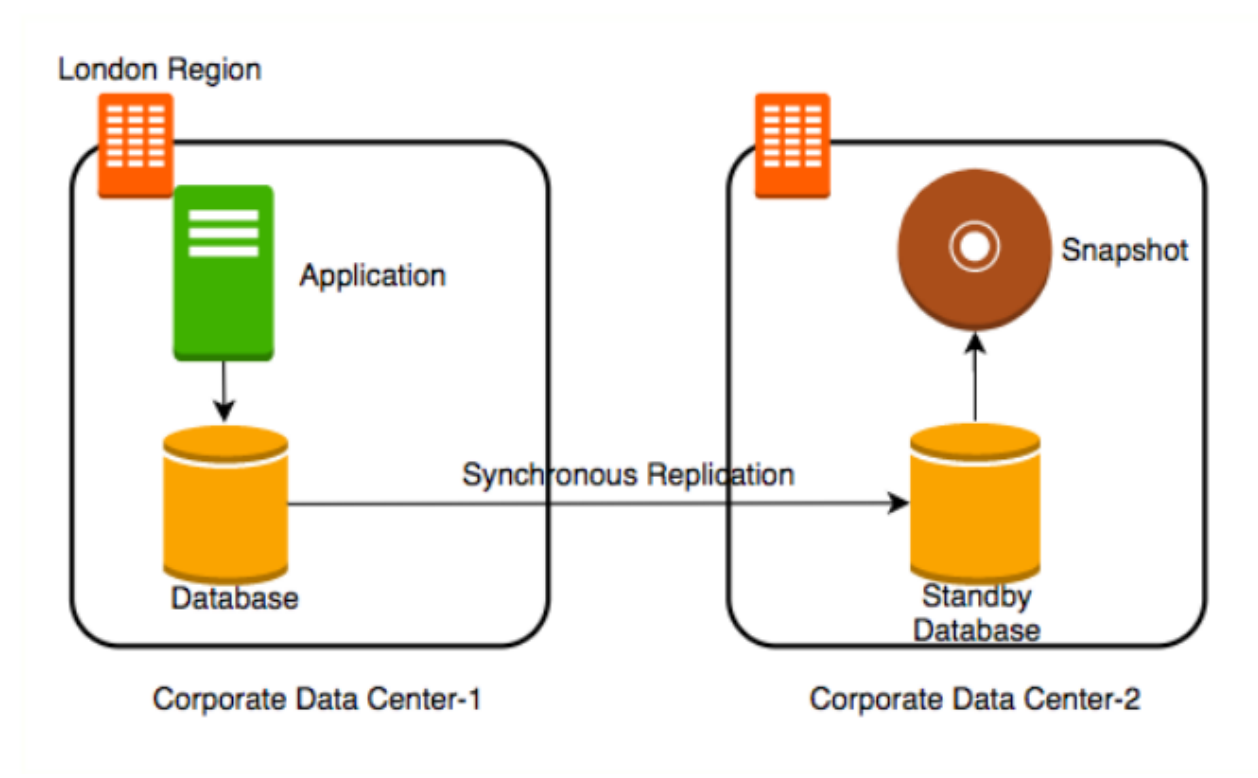 London Region
Application
Snapshot
Synchronous Replication
Database
Standby
Database
Corporate Data Center-1
Corporate Data Center-2